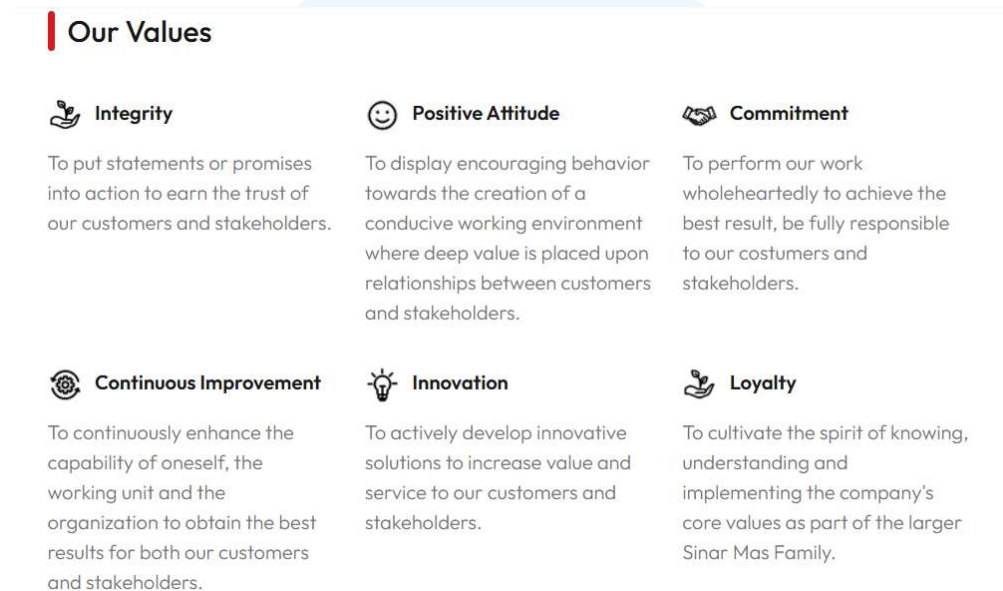 Our Values
Integrity
To put statements or promises
into action to earn the trust of
our customers and stakeholders.
Positive Attitude
To display encouraging behavior
towards the creation of a
conducive working environment
where deep value is placed upon
relationships between customers
and stakeholders.
Commitment
To perform our work
wholeheartedly to achieve the
best result, be fully responsible
to our costumers and
stakeholders.
Continuous Improvement
To continuously enhance the
capability of oneself, the
working unit and the
organization to obtain the best
results for both our customers
and stakeholders.
Innovation
To actively develop innovative
solutions to increase value and
service to our customers and
stakeholders.
Loyalty
To cultivate the spirit of knowing,
understanding and
implementing the company's
core values as part of the larger
Sinar Mas Family.